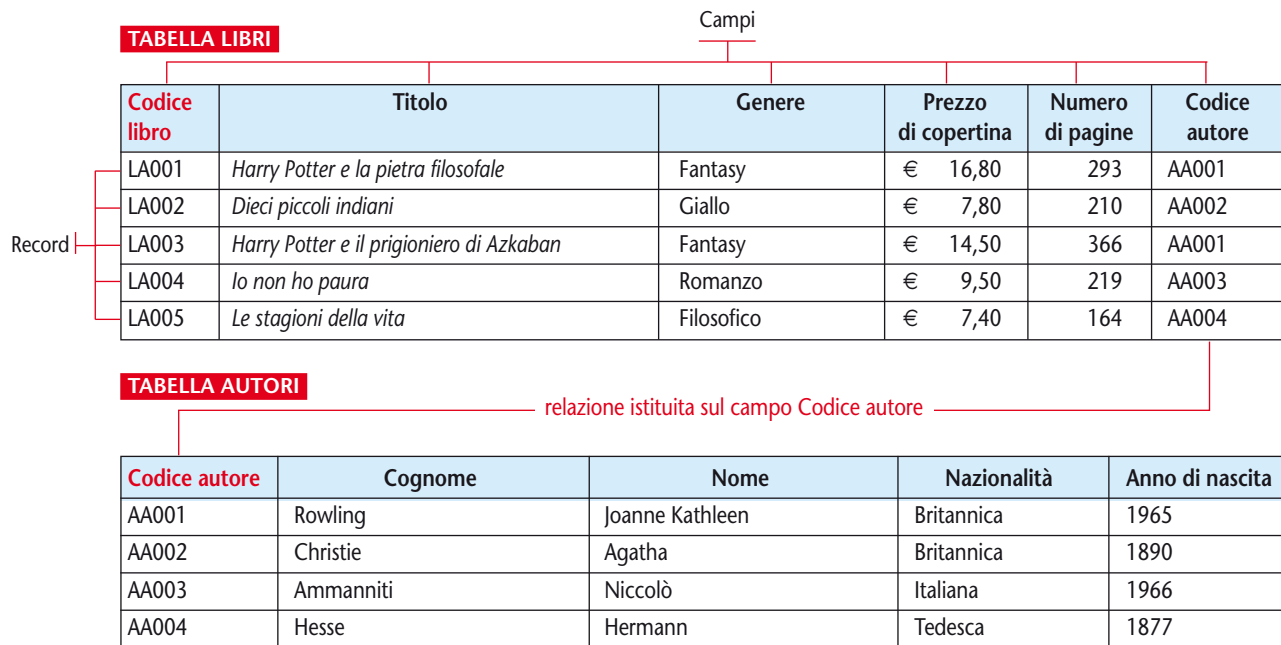 Campi
TABELLA LIBRI
Codice libro Titolo Genere Prezzo di copertina Numero di pagine Codice autore
LA001 Harry Potter e la pietra filosofale Fantasy € 16,80 293 AA001
LA002 Dieci piccoli indiani Giallo € 7,80 210 AA002
Record LA003 Harry Potter e il prigioniero di Azkaban Fantasy € 14,50 366 AA001
LA004 Io non ho paura Romanzo € 9,50 219 AA003
LA005 Le stagioni della vita Filosofico € 7,40 164 AA004
TABELLA AUTORI
relazione istituita sul campo Codice autore
Codice autore Cognome Nome Nazionalità Anno di nascita
AA001 Rowling Joanne Kathleen Britannica 1965
AA002 Christie Agatha Britannica 1890
AA003 Ammanniti Niccolò Italiana 1966
AA004 Hesse Hermann Tedesca 1877